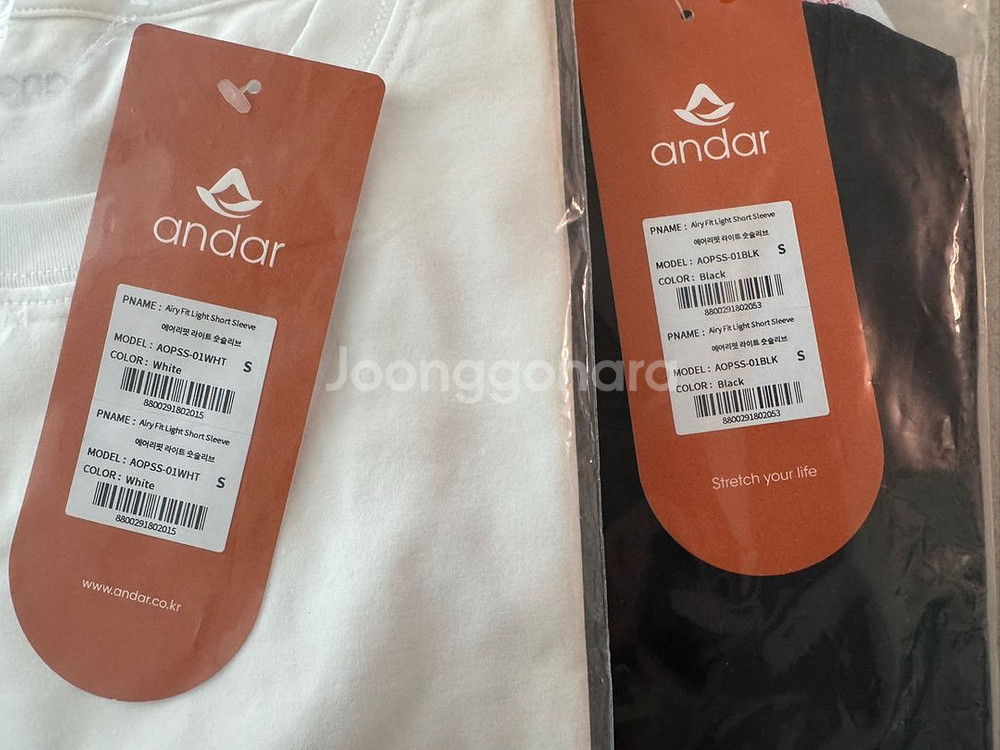 andar
PNAME : Airy Fit Light Short Sleeve
에어리핏 라이트 숏슬리브
MODEL : AOPSS-01WHT S
COLOR : White
8800291802015
PNAME : Airy Fit Light Short Sleeve
에어리핏 라이트 숏슬리브
MODEL : AOPSS-01WHT S
COLOR : White
8800291802015
www.andar.co.kr
andar
PNAME : Airy Fit Light Short Sleeve
에어리핏 라이트 숏슬리브
MODEL : AOPSS-01BLK S
COLOR : Black
8800291802053
PNAME : Airy Fit Light Short Sleeve
에어리핏 라이트 숏슬리브
MODEL : AOPSS-01BLK S
COLOR : Black
8800291802053
Stretch your life
Joonggonara